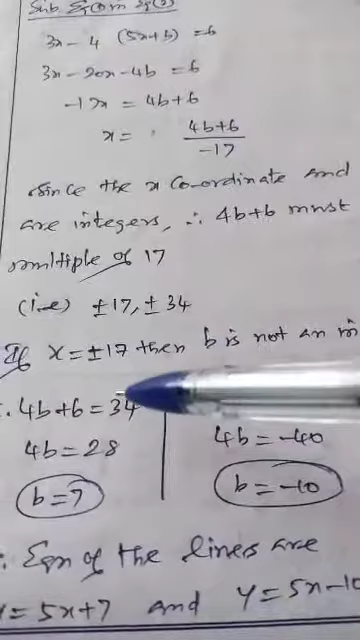 Sub Eqn Eq(2)
3x - 4 (5x+b) = 6
3x - 20x - 4b = 6
-17x = 4b+6
x = 4b+6 / -17
Since the x co-ordinate and
are integers, ∴ 4b+6 must
multiple of 17
(i.e) ±17, ±34
If x = ±17 then b is not an in
∴ 4b+6 = 34
4b = 28
b = 7
4b = -40
b = -10
∴ Eqn of the lines are
y = 5x+7 and y = 5x-10